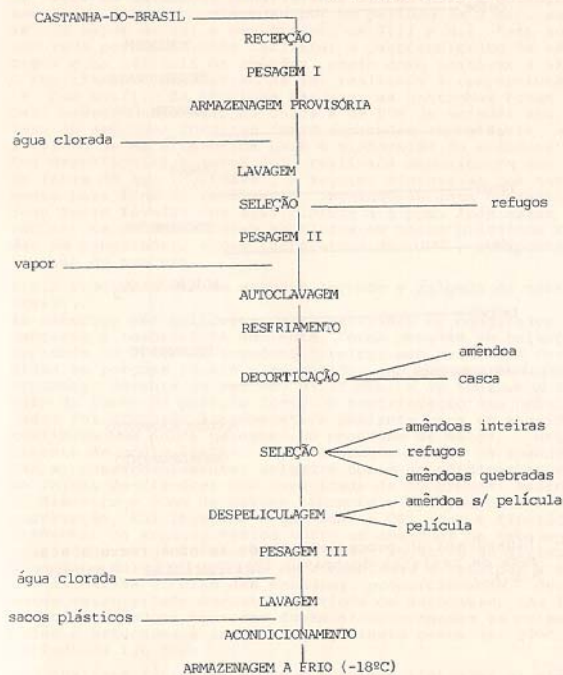 CASTANHA-DO-BRASIL
RECEPÇÃO
PESAGEM I
ARMAZENAGEM PROVISÓRIA
água clorada
LAVAGEM
SELEÇÃO
refugos
PESAGEM II
vapor
AUTOCLAVAGEM
RESFRIAMENTO
amêndoa
DECORTICAÇÃO
casca
amêndoas inteiras
SELEÇÃO
refugos
amêndoas quebradas
amêndoa s/ película
DESPELICULAGEM
película
PESAGEM III
água clorada
LAVAGEM
sacos plásticos
ACONDICIONAMENTO
ARMAZENAGEM A FRIO (-18ºC)